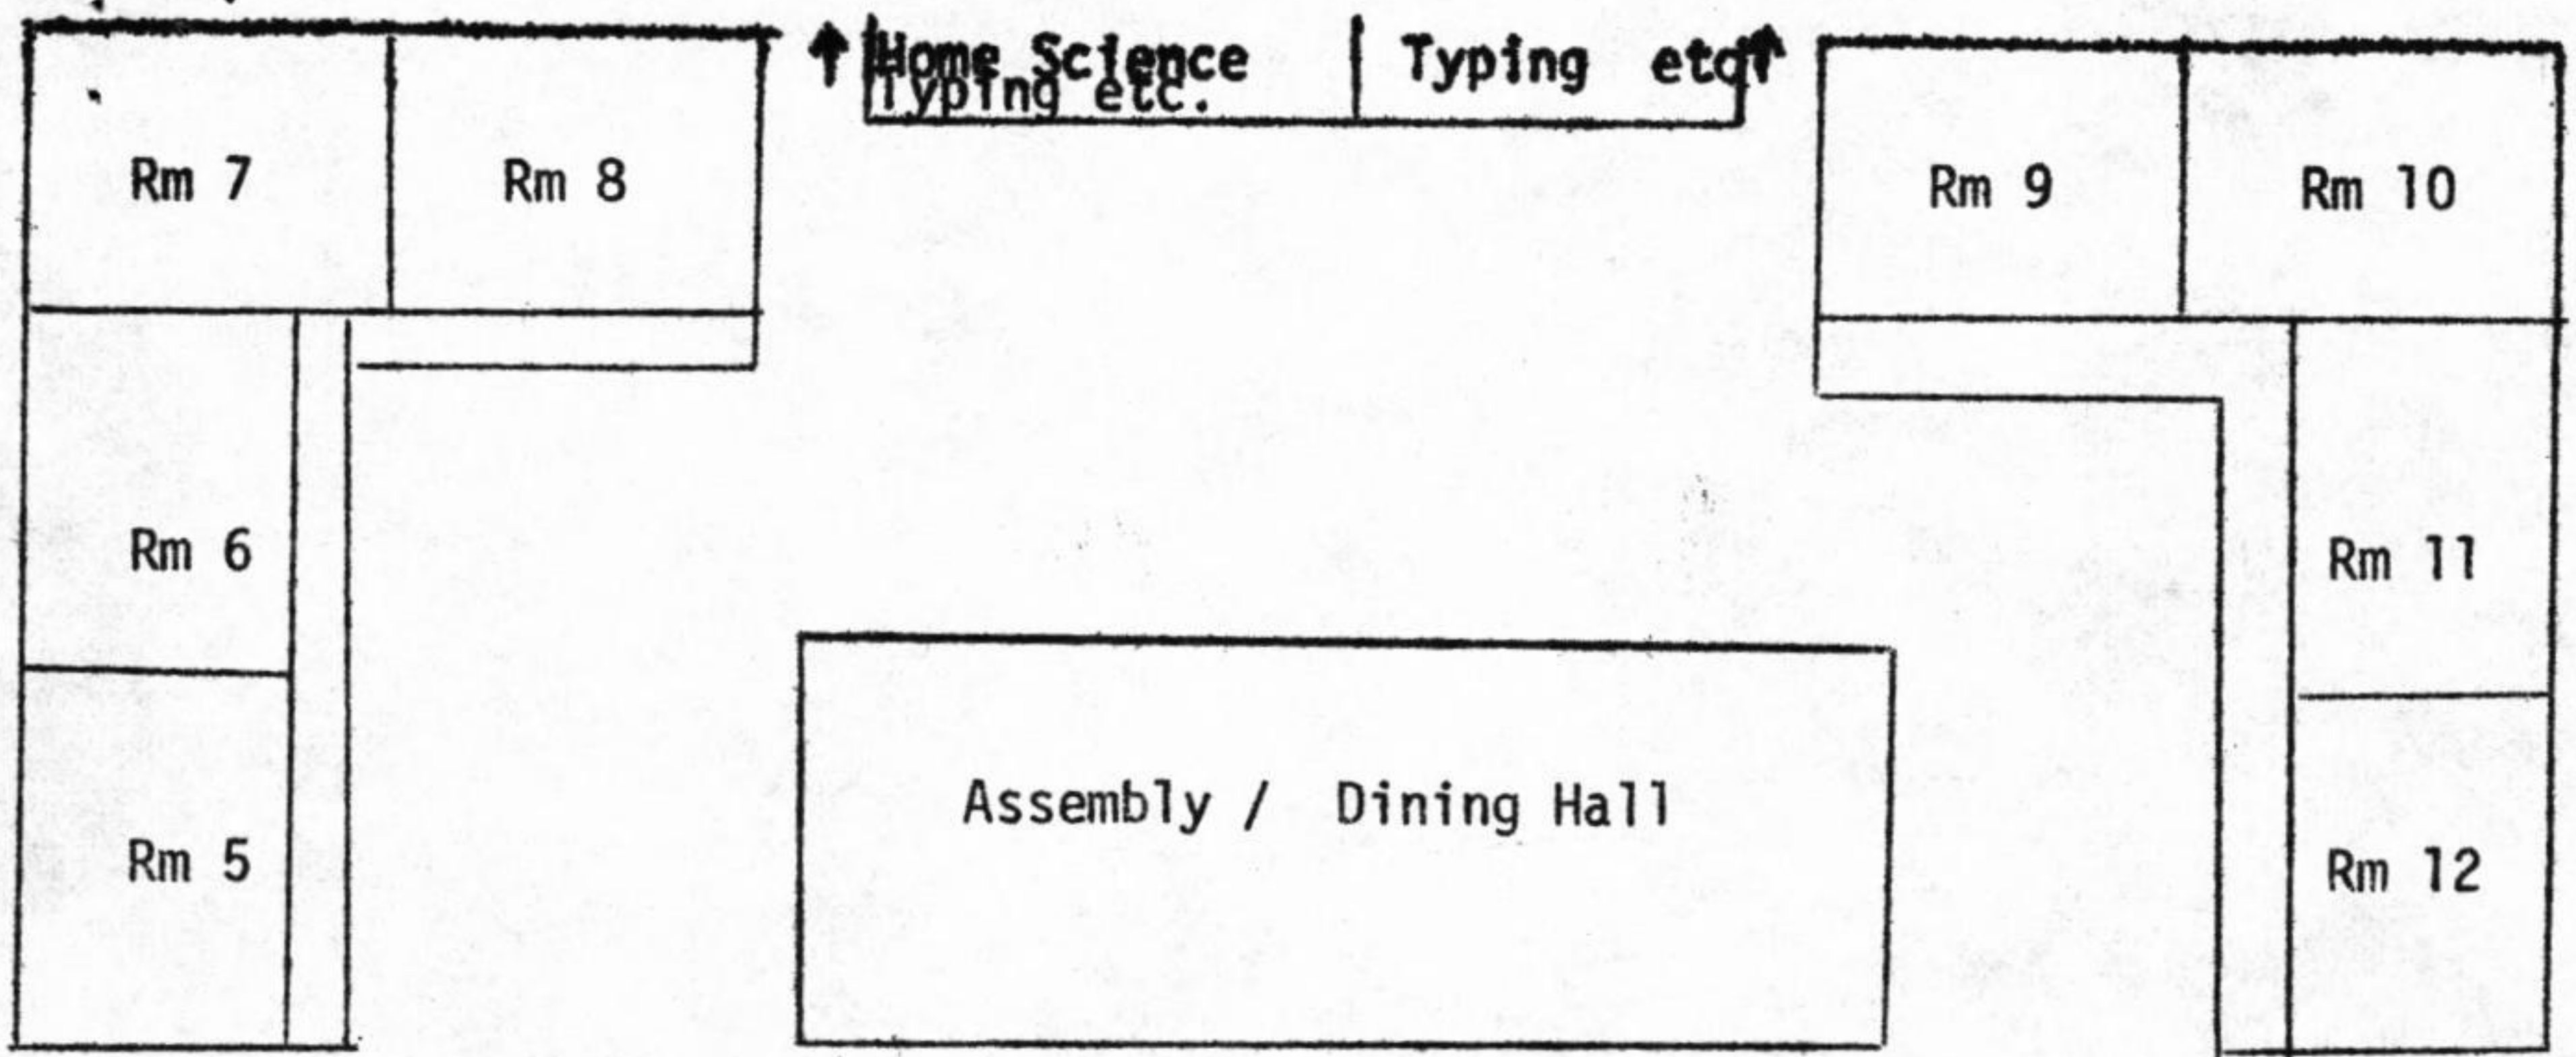 ↑ Home Science Typing etc ↑
Typing etc.
Rm 7 Rm 8 Rm 9 Rm 10
Rm 6 Rm 11
Assembly / Dining Hall
Rm 5 Rm 12